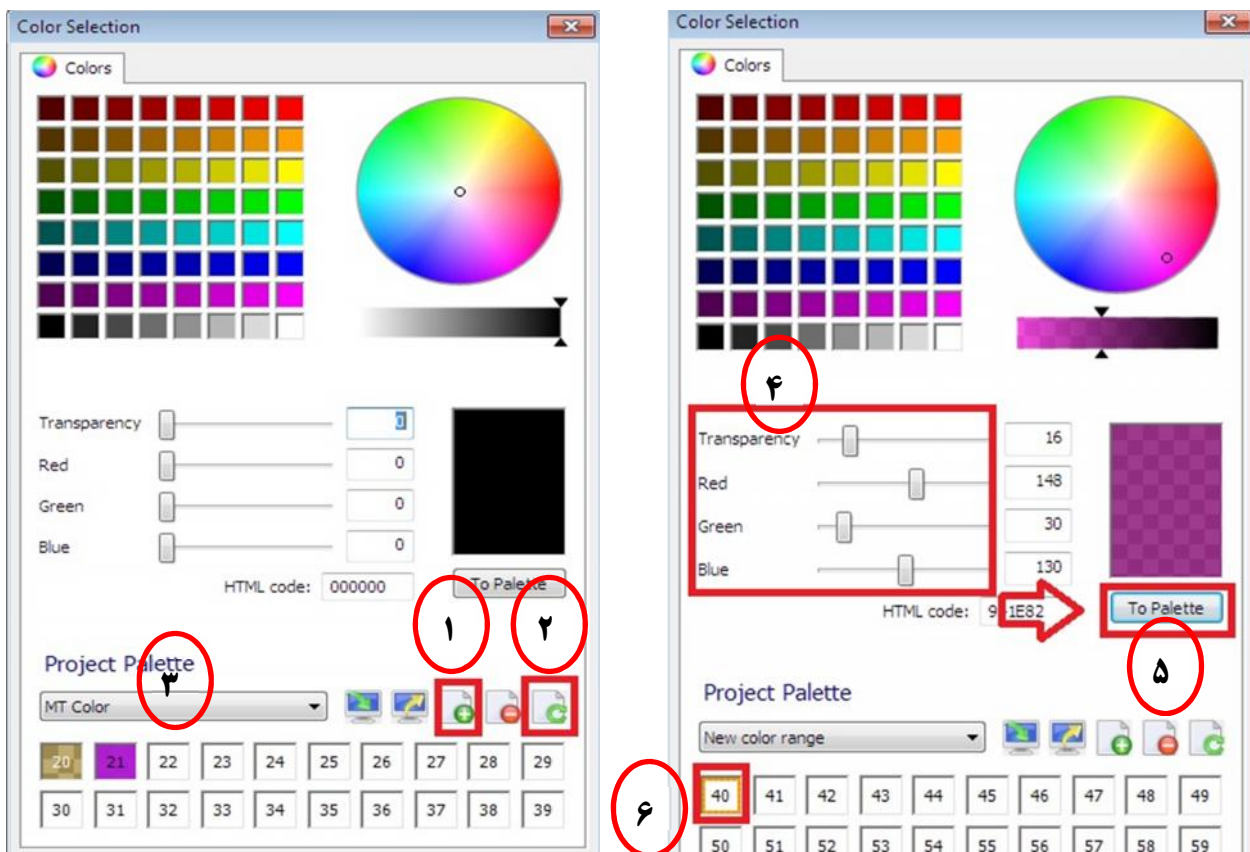 Color Selection
Colors
Transparency 0
Red 0
Green 0
Blue 0
HTML code: 000000
To Palette
۱
۲
Project Palette
۳
MT Color
20 21 22 23 24 25 26 27 28 29
30 31 32 33 34 35 36 37 38 39
Color Selection
Colors
۴
Transparency 16
Red 148
Green 30
Blue 130
HTML code:
To Palette
۵
Project Palette
New color range
۶
40 41 42 43 44 45 46 47 48 49
50 51 52 53 54 55 56 57 58 59